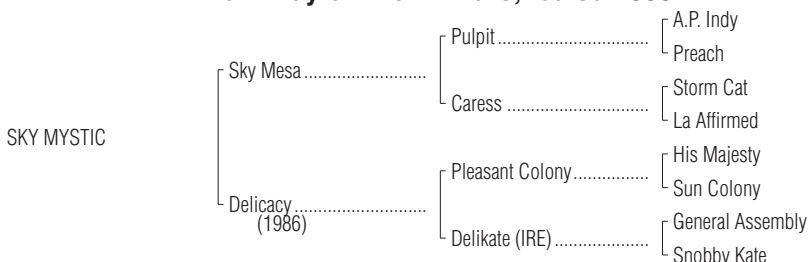 A.P. Indy
Pulpit
Preach
Sky Mesa
Storm Cat
Caress
La Affirmed
SKY MYSTIC
His Majesty
Pleasant Colony
Sun Colony
Delicacy
(1986)
General Assembly
Delikate (IRE)
Snobby Kate